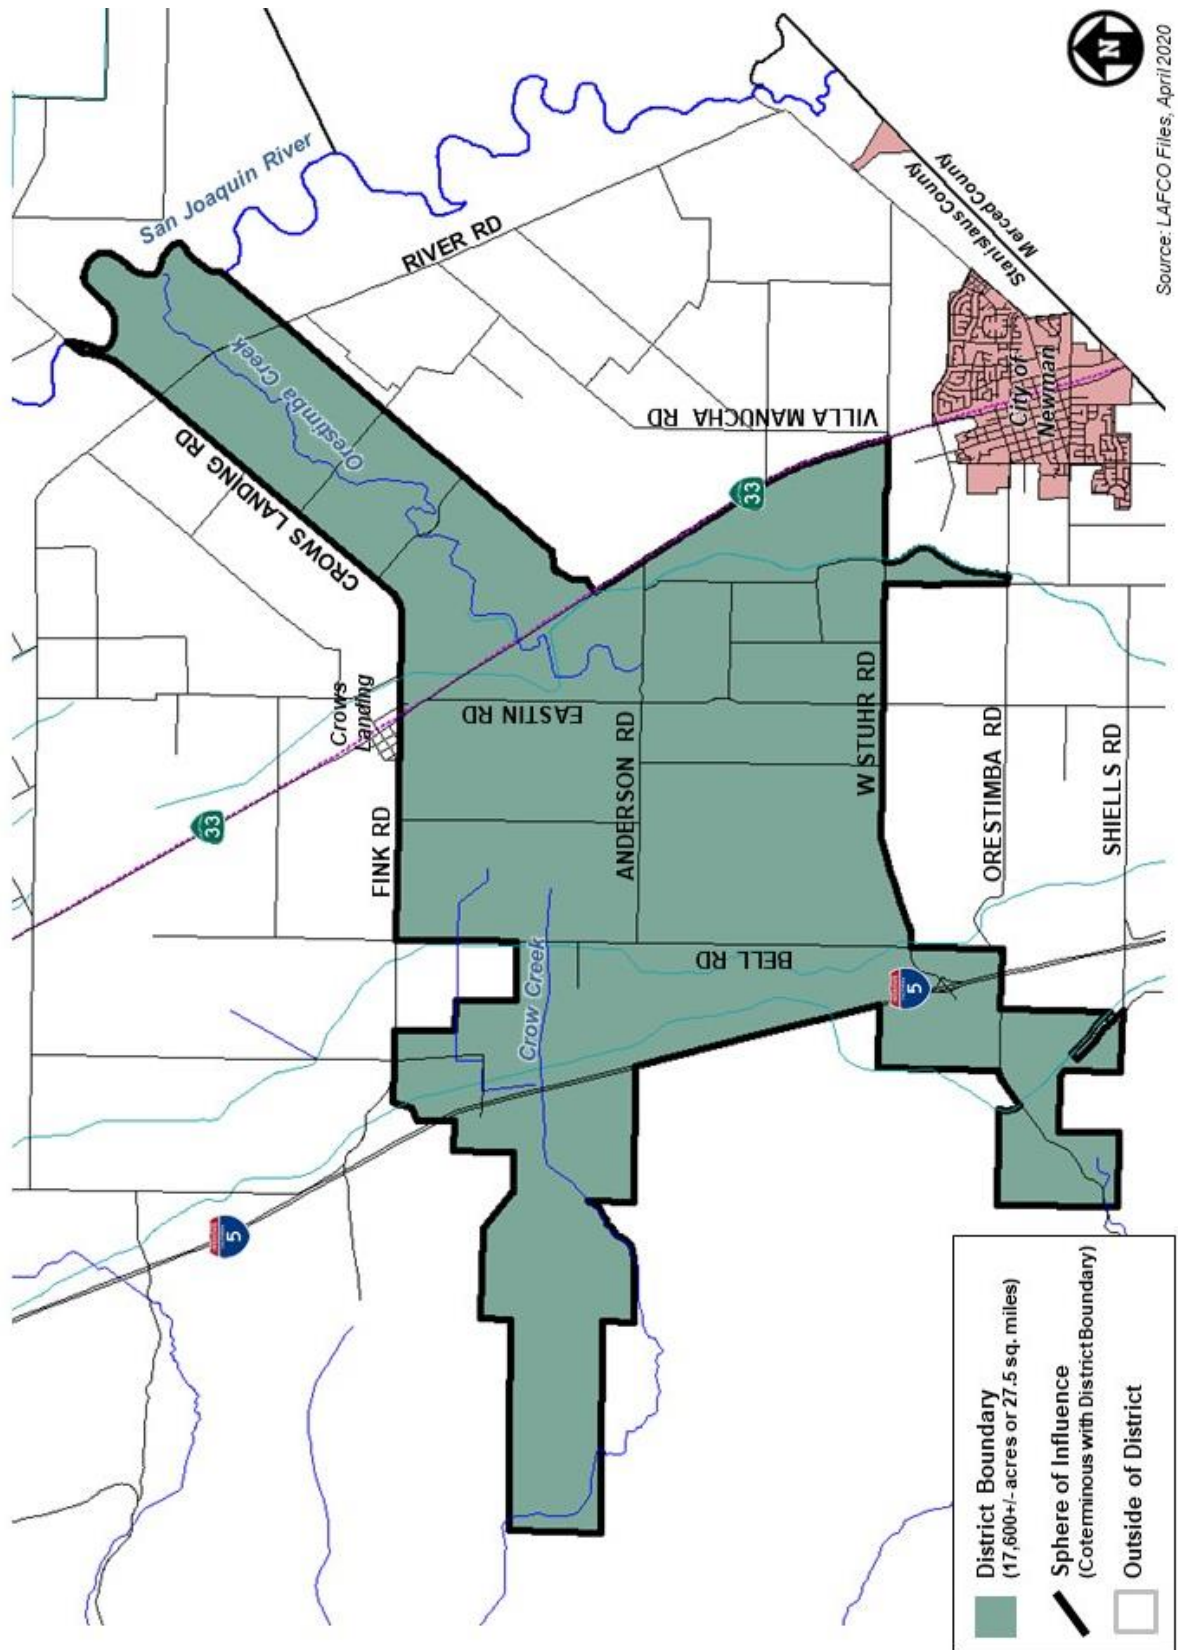 San Joaquin River
RIVER RD
Orestimba Creek
CROWS LANDING RD
Stanislaus County
Merced County
City of
Newman
VILLA MANUCHA RD
33
Crows
Landing
EASTIN RD
33
FINK RD
ANDERSON RD
W STUHR RD
ORESTIMBA RD
SHIELLS RD
BELL RD
Crow Creek
5
5
District Boundary
(17,600+/- acres or 27.5 sq. miles)
Sphere of Influence
(Coterminous with District Boundary)
Outside of District
N
Source: LAFCO Files, April 2020